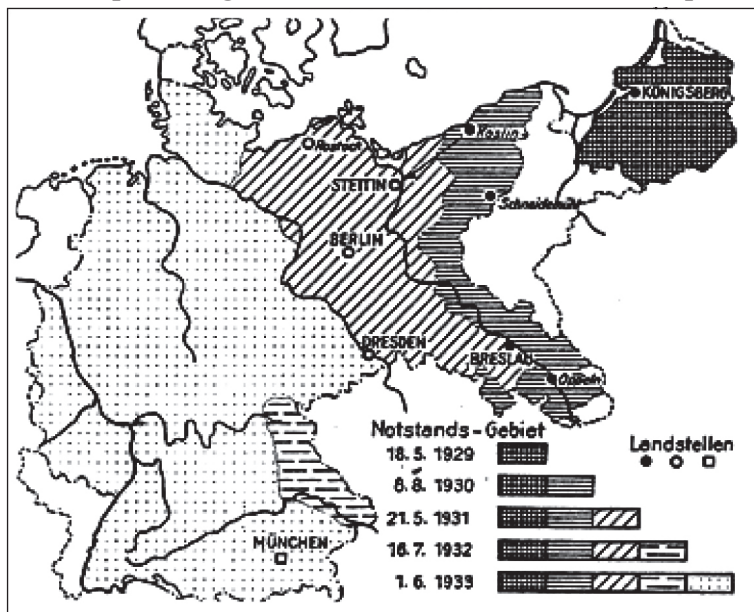 KÖNIGSBERG
Köslin
Rostock
STETTIN
Schneidemühl
BERLIN
DRESDEN
BRESLAU
Oppeln
MÜNCHEN
Notstands-Gebiet
Landstellen
18.5.1929
8.8.1930
21.5.1931
16.7.1932
1.6.1933